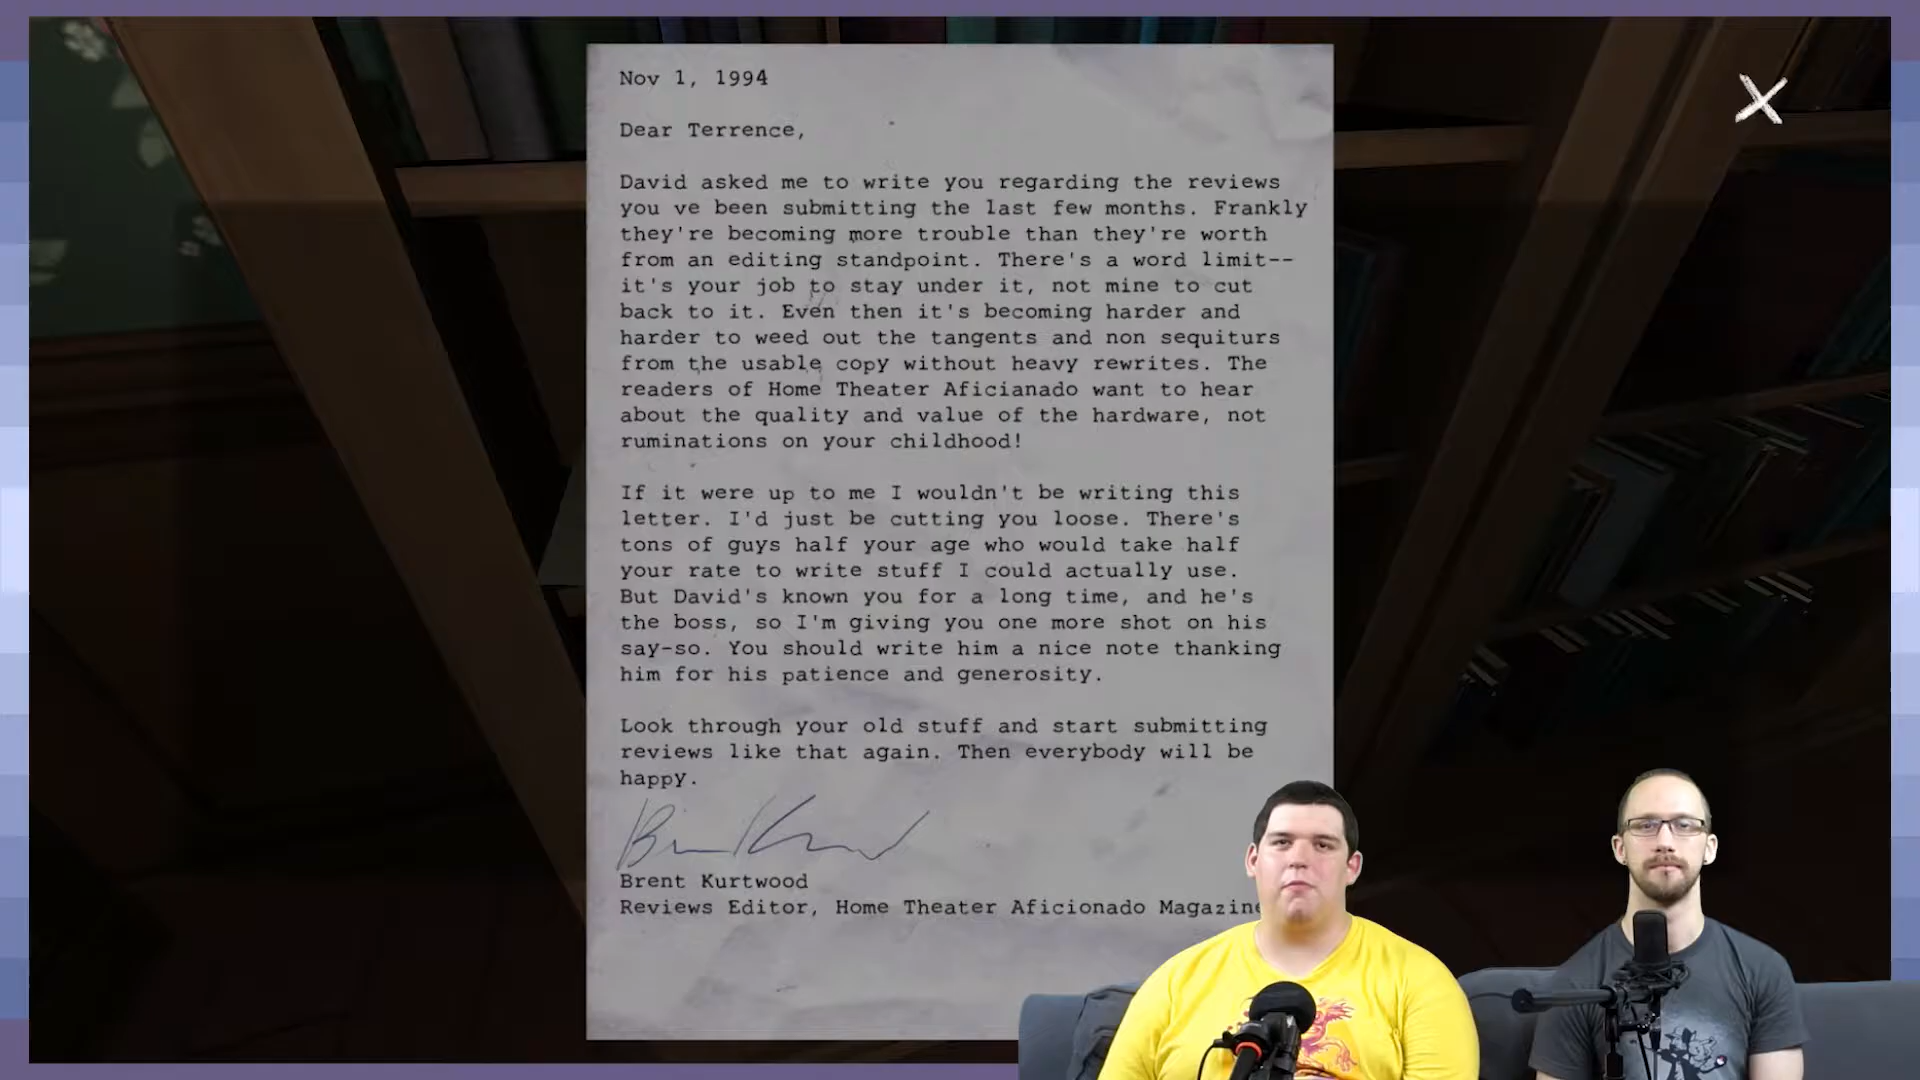 Nov 1, 1994
Dear Terrence,
David asked me to write you regarding the reviews
you ve been submitting the last few months. Frankly
they're becoming more trouble than they're worth
from an editing standpoint. There's a word limit--
it's your job to stay under it, not mine to cut
back to it. Even then it's becoming harder and
harder to weed out the tangents and non sequiturs
from the usable copy without heavy rewrites. The
readers of Home Theater Aficianado want to hear
about the quality and value of the hardware, not
ruminations on your childhood!
If it were up to me I wouldn't be writing this
letter. I'd just be cutting you loose. There's
tons of guys half your age who would take half
your rate to write stuff I could actually use.
But David's known you for a long time, and he's
the boss, so I'm giving you one more shot on his
say-so. You should write him a nice note thanking
him for his patience and generosity.
Look through your old stuff and start submitting
reviews like that again. Then everybody will be
happy.
Brent Kurtwood
Reviews Editor, Home Theater Aficionado Magazine